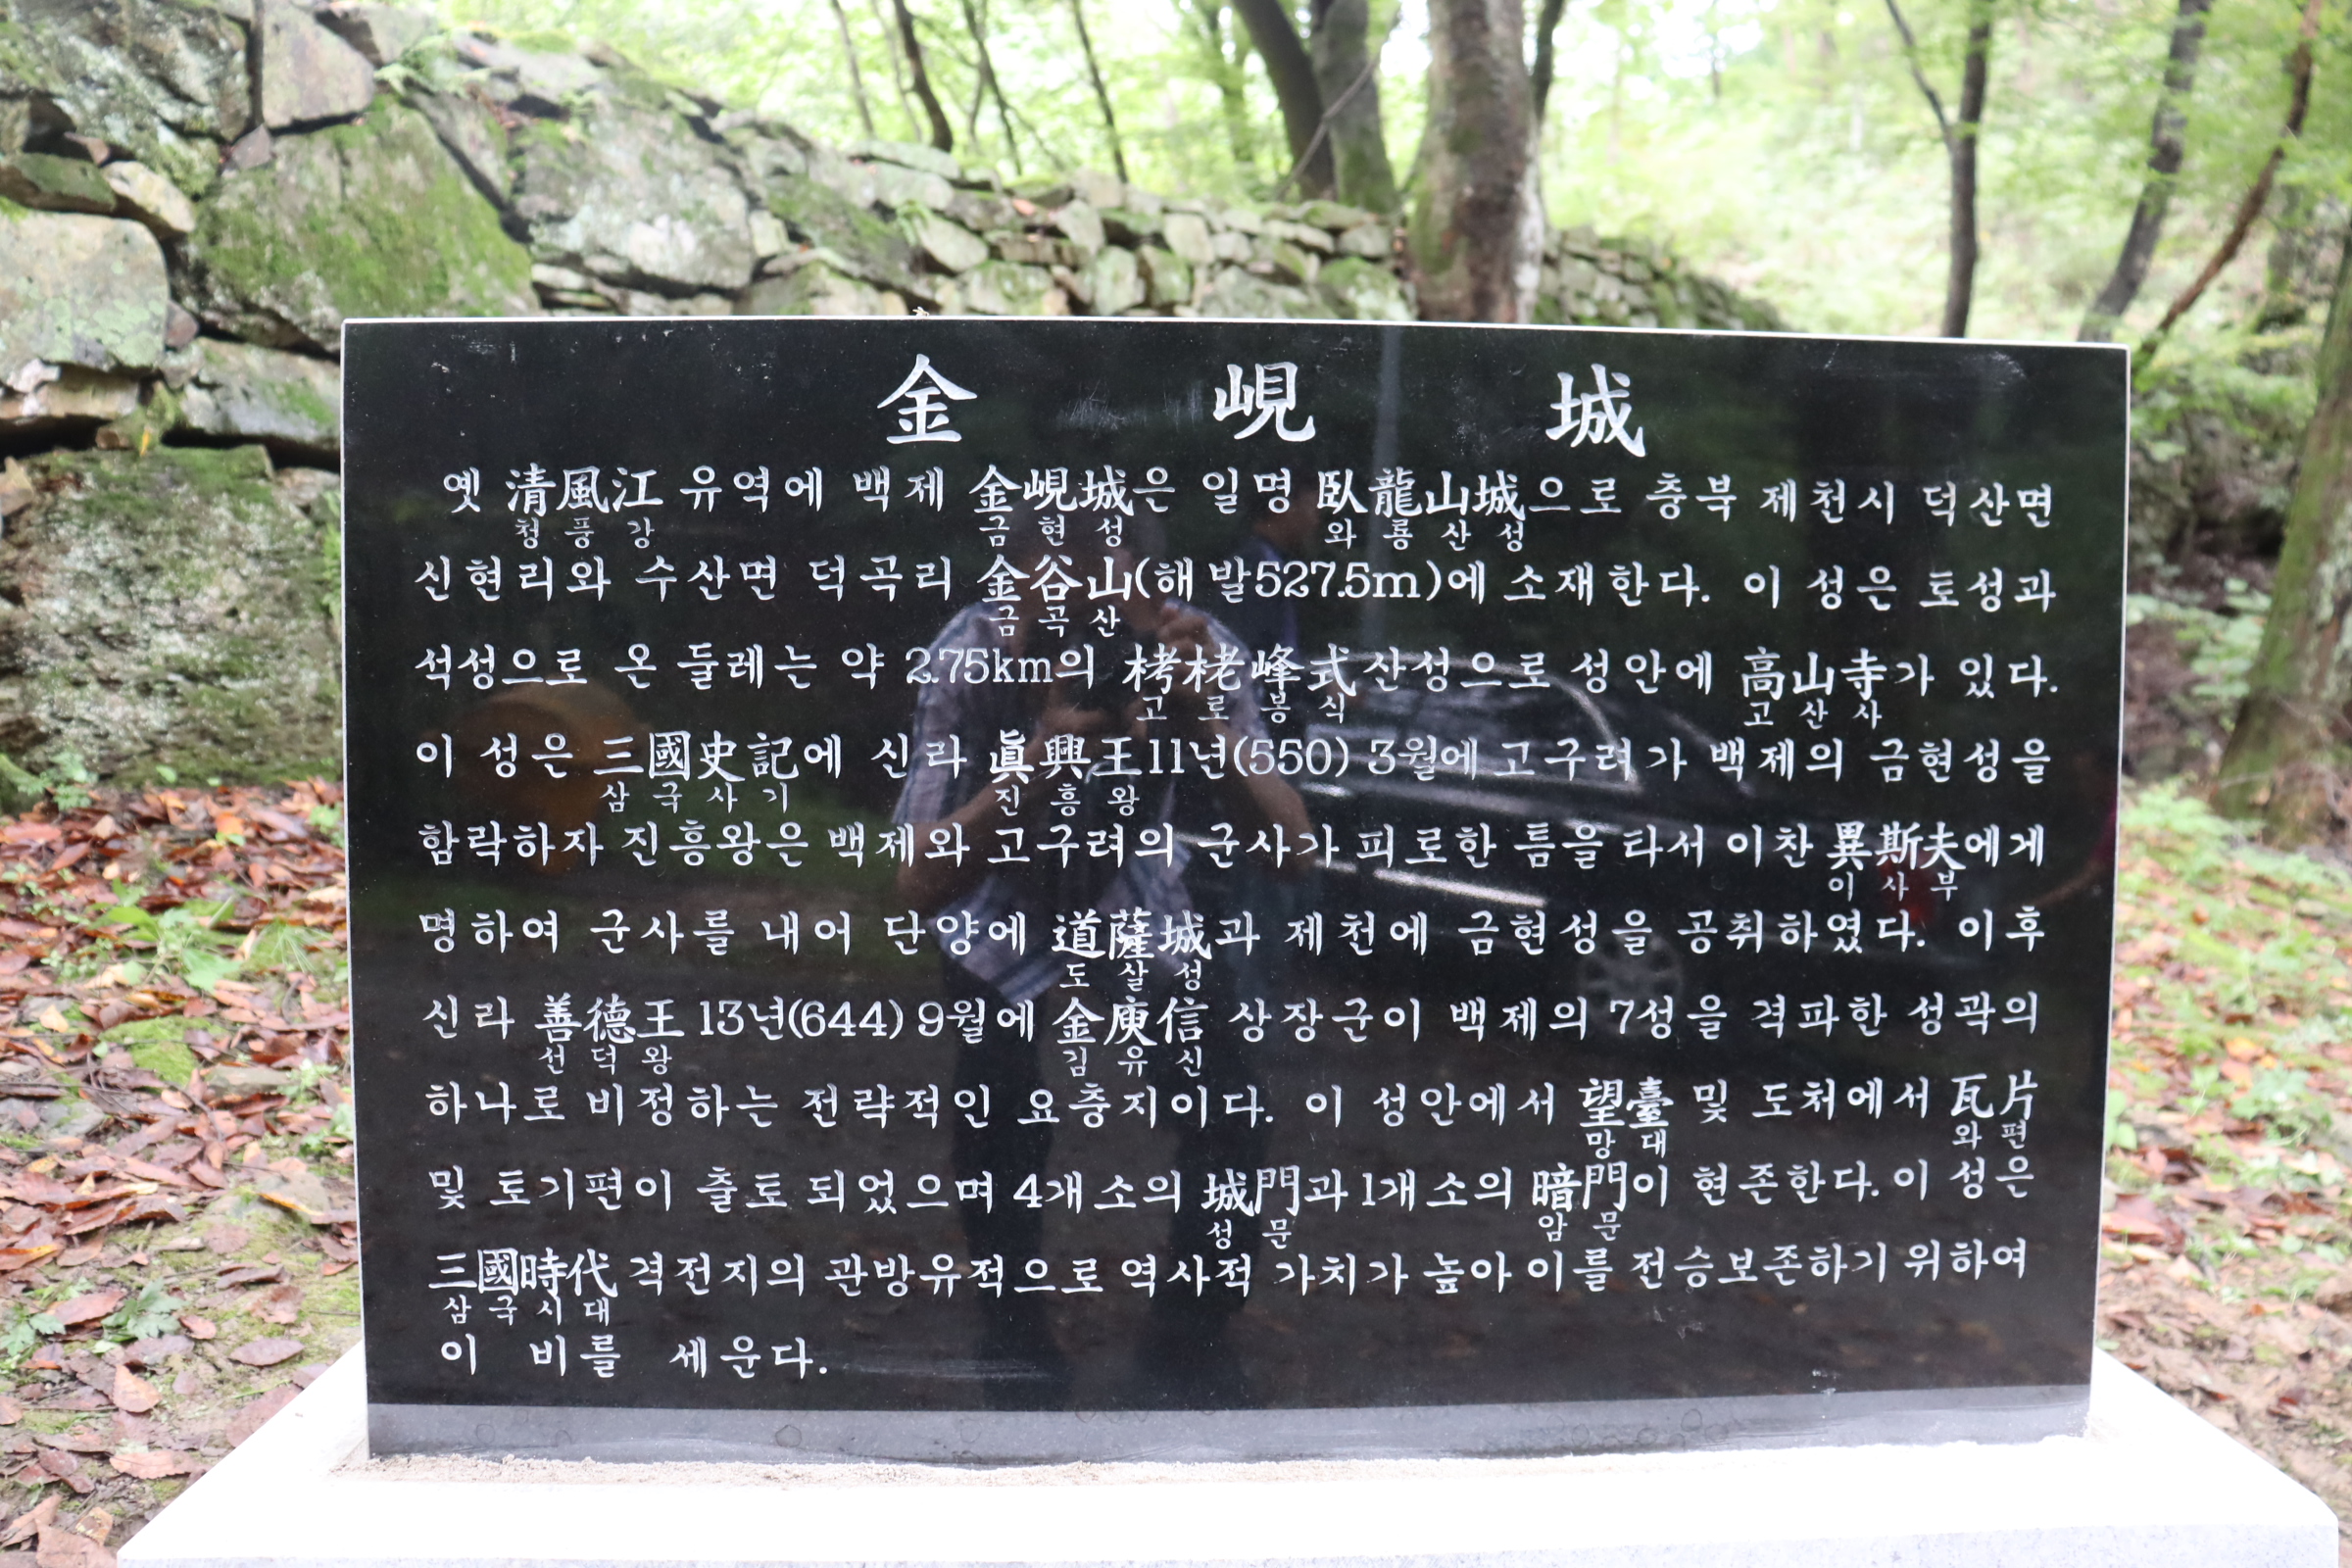 金 峴 城
옛 清風江 유역에 백제 金峴城은 일명 臥龍山城으로 충북 제천시 덕산면
청풍강 금현성 와룡산성
신현리와 수산면 덕곡리 金谷山(해발527.5m)에 소재한다. 이 성은 토성과
금곡산
석성으로 온 둘레는 약 2.75km의 栲栳峰式산성으로 성안에 高山寺가 있다.
고로봉식 고산사
이 성은 三國史記에 신라 眞興王11년(550) 3월에 고구려가 백제의 금현성을
삼국사기 진흥왕
함락하자 진흥왕은 백제와 고구려의 군사가 피로한 틈을 타서 이찬 異斯夫에게
이사부
명하여 군사를 내어 단양에 道薩城과 제천에 금현성을 공취하였다. 이후
도살성
신라 善德王 13년(644) 9월에 金庾信 상장군이 백제의 7성을 격파한 성곽의
선덕왕 김유신
하나로 비정하는 전략적인 요충지이다. 이 성안에서 望臺 및 도처에서 瓦片
망대 와편
및 토기편이 출토 되었으며 4개소의 城門과 1개소의 暗門이 현존한다. 이 성은
성문 암문
三國時代 격전지의 관방유적으로 역사적 가치가 높아 이를 전승보존하기 위하여
삼국시대
이 비를 세운다.